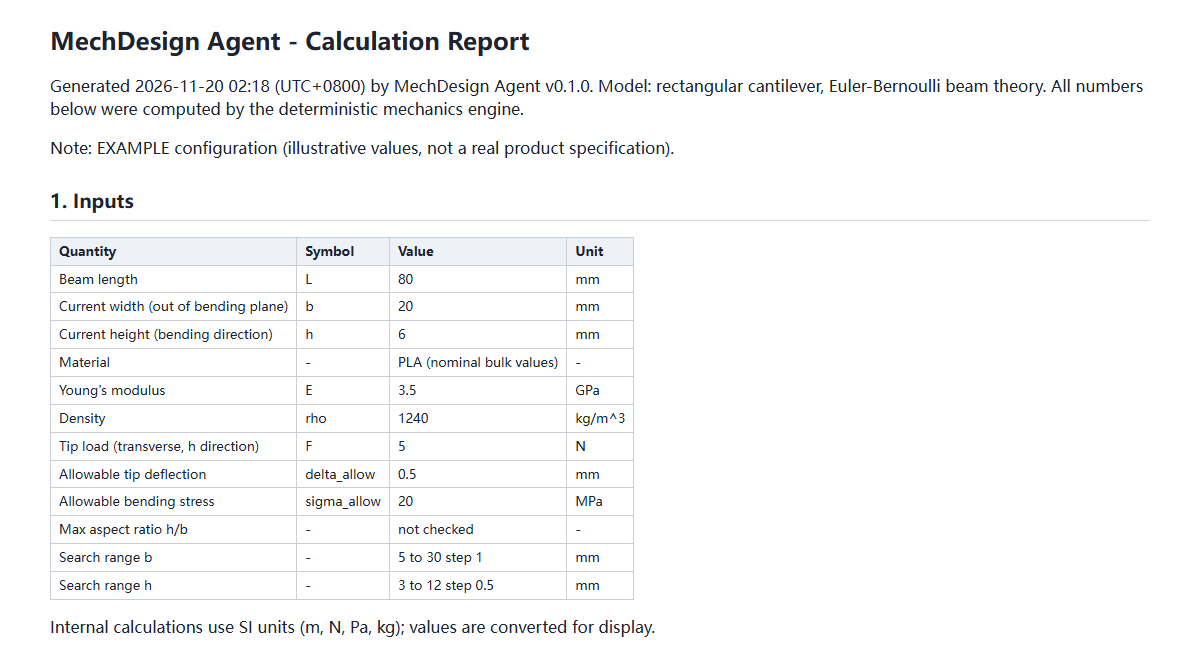 MechDesign Agent - Calculation Report
Generated 2026-11-20 02:18 (UTC+0800) by MechDesign Agent v0.1.0. Model: rectangular cantilever, Euler-Bernoulli beam theory. All numbers
below were computed by the deterministic mechanics engine.
Note: EXAMPLE configuration (illustrative values, not a real product specification).
1. Inputs
Quantity Symbol Value Unit
Beam length L 80 mm
Current width (out of bending plane) b 20 mm
Current height (bending direction) h 6 mm
Material - PLA (nominal bulk values) -
Young's modulus E 3.5 GPa
Density rho 1240 kg/m^3
Tip load (transverse, h direction) F 5 N
Allowable tip deflection delta_allow 0.5 mm
Allowable bending stress sigma_allow 20 MPa
Max aspect ratio h/b - not checked -
Search range b - 5 to 30 step 1 mm
Search range h - 3 to 12 step 0.5 mm
Internal calculations use SI units (m, N, Pa, kg); values are converted for display.